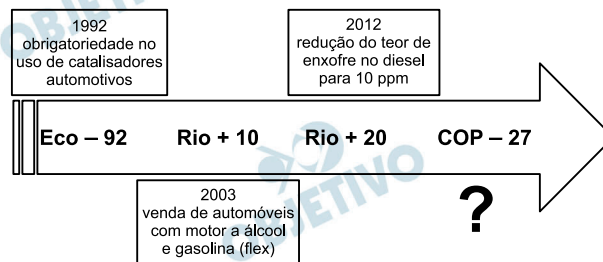 1992
obrigatoriedade no
uso de catalisadores
automotivos
2012
redução do teor de
enxofre no diesel
para 10 ppm
Eco – 92 Rio + 10 Rio + 20 COP – 27
2003
venda de automóveis
com motor a álcool
e gasolina (flex)
?
OBJETIVO
OBJETIVO